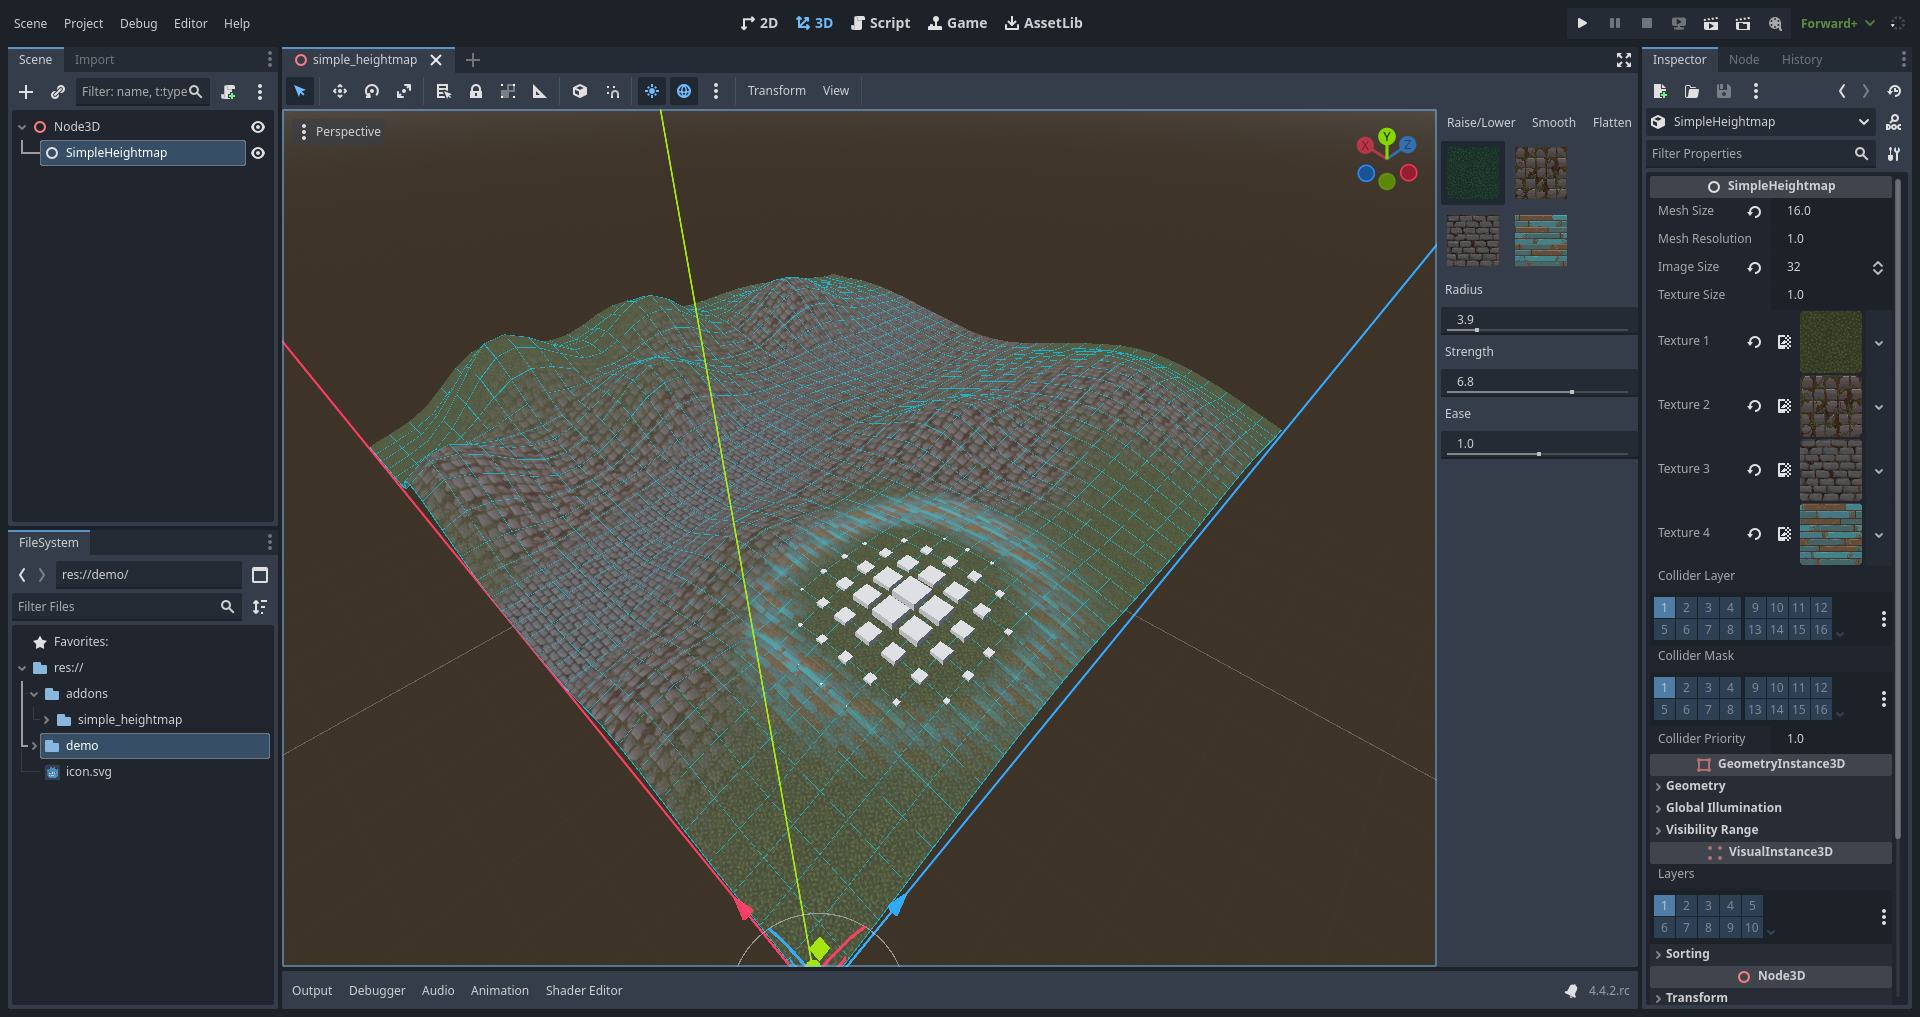 Scene Project Debug Editor Help
2D 3D Script Game AssetLib
Forward+
Scene Import
Filter: name, t:type
Node3D
SimpleHeightmap
FileSystem
res://demo/
Filter Files
Favorites:
res://
addons
simple_heightmap
demo
icon.svg
simple_heightmap
Transform View
Perspective
X Y Z
Raise/Lower Smooth Flatten
Radius
3.9
Strength
6.8
Ease
1.0
Output Debugger Audio Animation Shader Editor
4.4.2.rc
Inspector Node History
SimpleHeightmap
DOC
Filter Properties
SimpleHeightmap
Mesh Size 16.0
Mesh Resolution 1.0
Image Size 32
Texture Size 1.0
Texture 1
Texture 2
Texture 3
Texture 4
Collider Layer
1 2 3 4 9 10 11 12
5 6 7 8 13 14 15 16
Collider Mask
1 2 3 4 9 10 11 12
5 6 7 8 13 14 15 16
Collider Priority 1.0
GeometryInstance3D
Geometry
Global Illumination
Visibility Range
VisualInstance3D
Layers
1 2 3 4 5
6 7 8 9 10
Sorting
Node3D
Transform